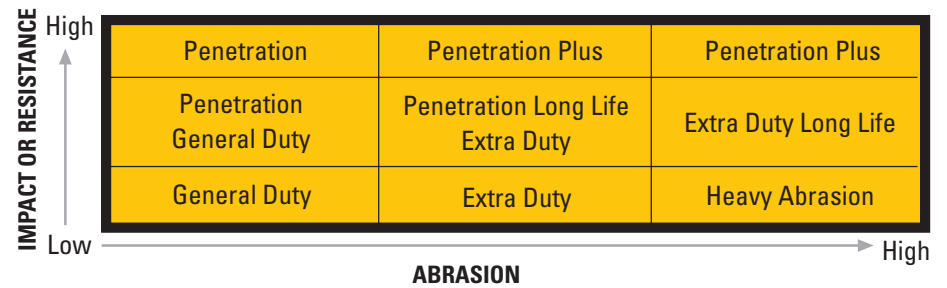 IMPACT OR RESISTANCE
High
Penetration
Penetration Plus
Penetration Plus
Penetration
General Duty
Penetration Long Life
Extra Duty
Extra Duty Long Life
General Duty
Extra Duty
Heavy Abrasion
Low
High
ABRASION